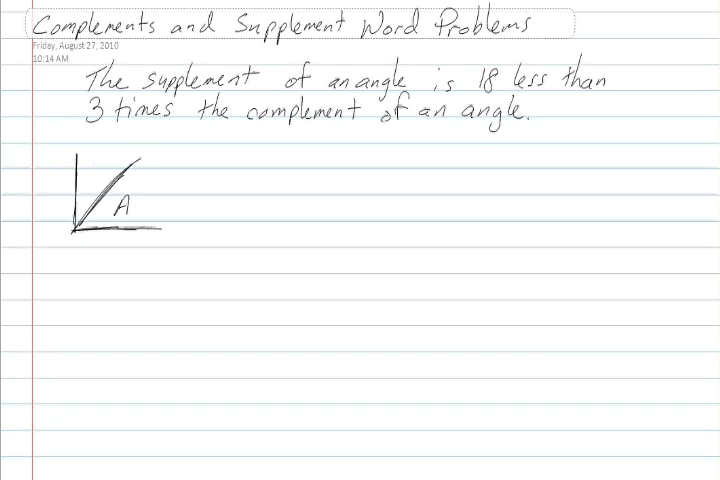 Complements and Supplement Word Problems
Friday, August 27, 2010
10:14 AM
The supplement of an angle is 18 less than
3 times the complement of an angle.
A